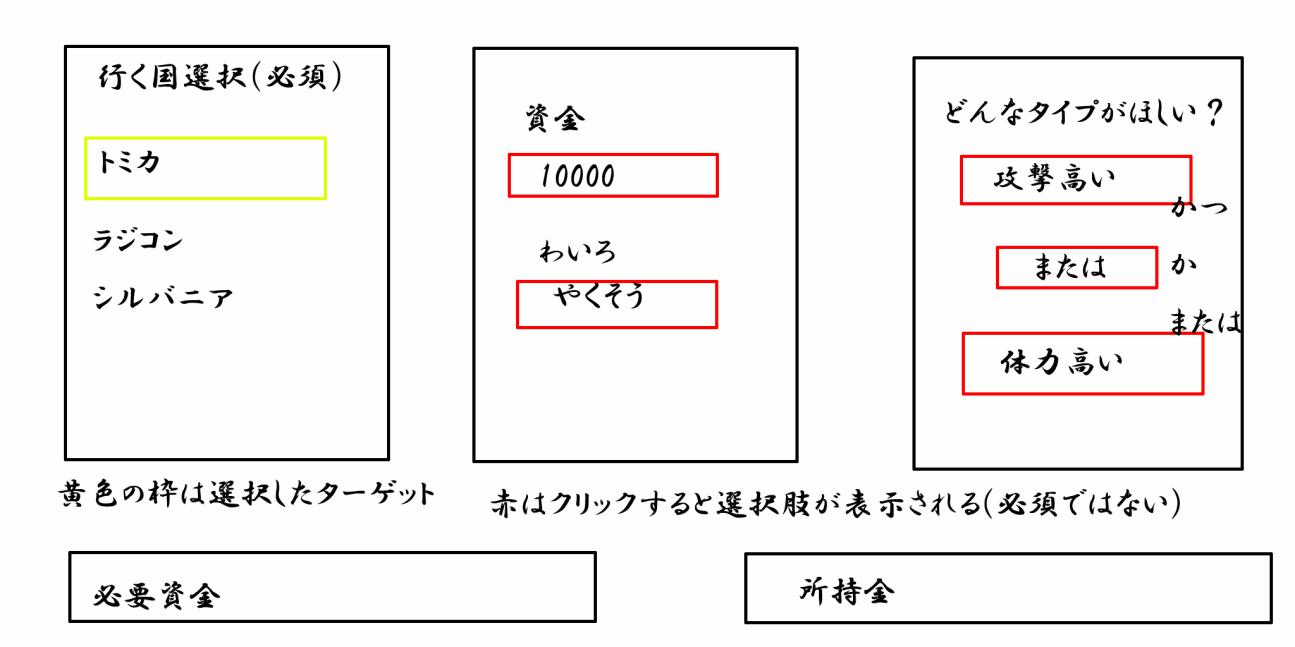 行く国選択(必須)
トミカ
ラジコン
シルバニア
資金
10000
わいろ
やくそう
どんなタイプがほしい？
攻撃高い
かつ
または
か
または
体力高い
黄色の枠は選択したターゲット
赤はクリックすると選択肢が表示される(必須ではない)
必要資金
所持金